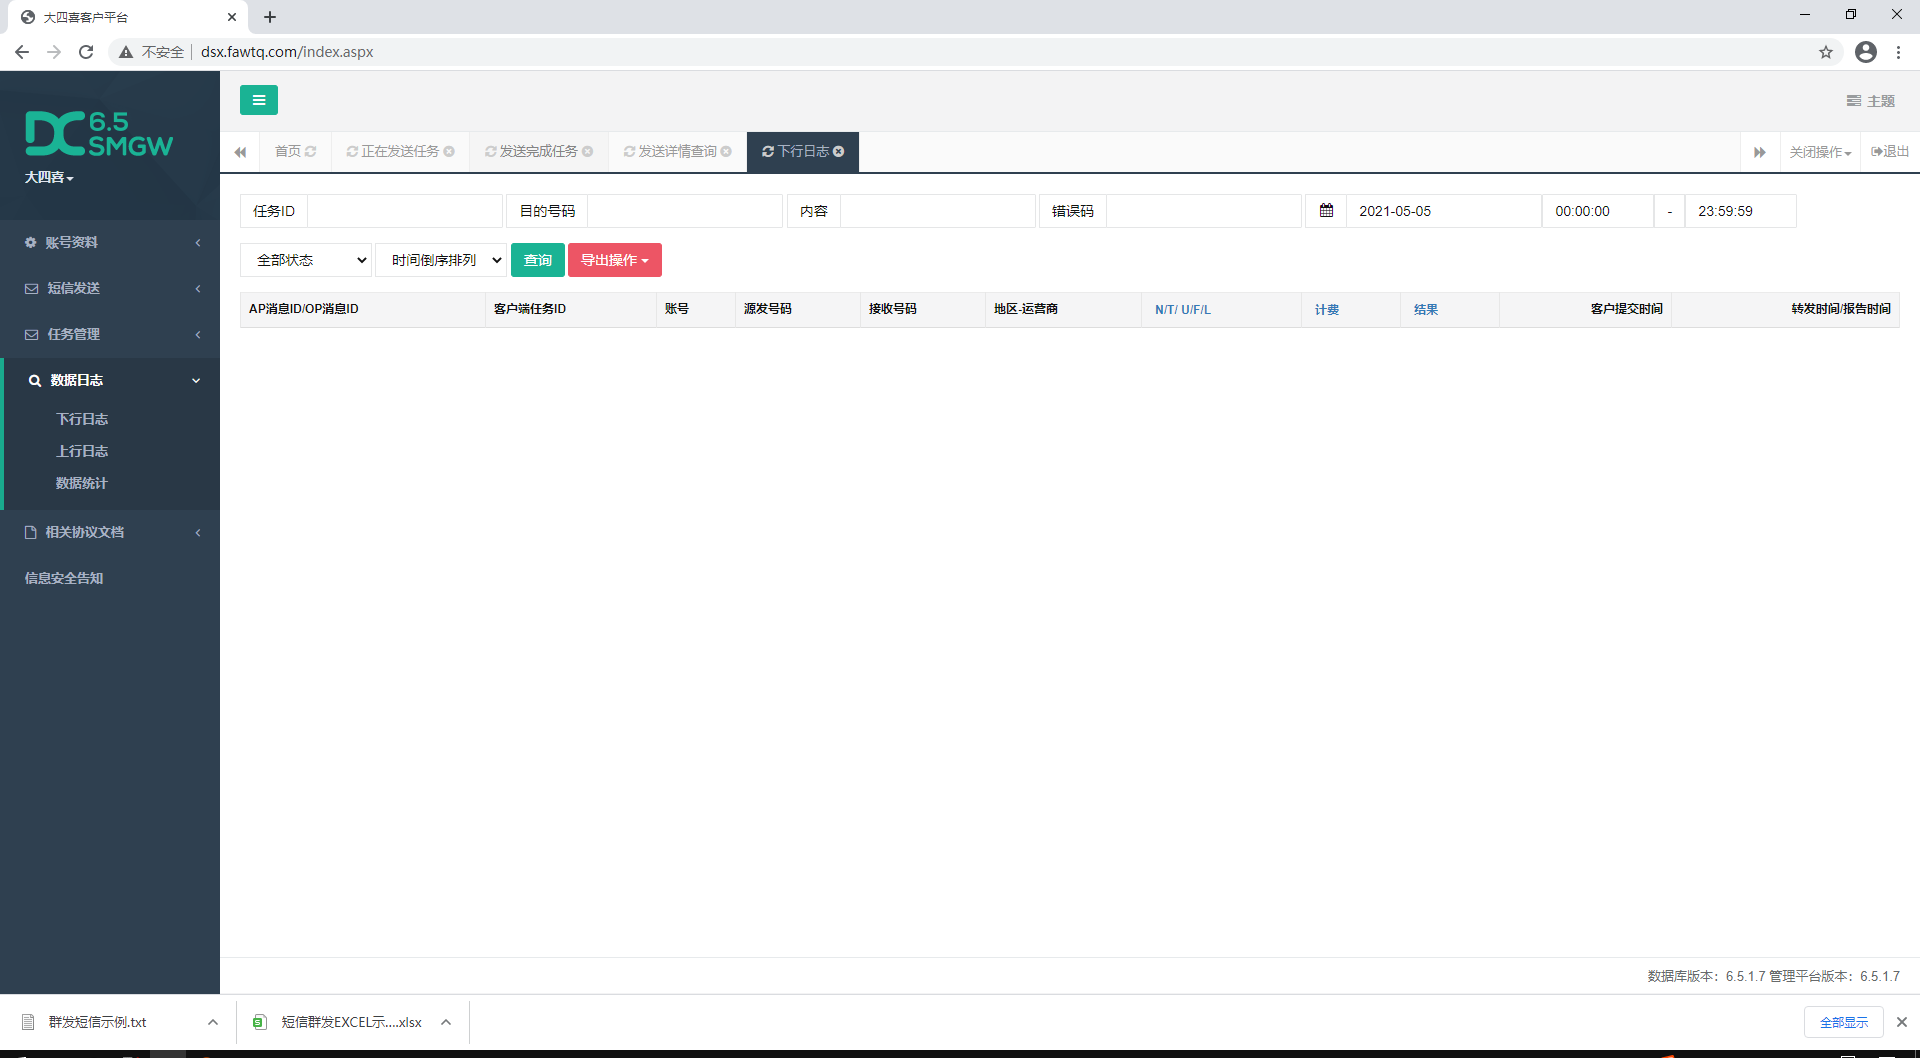 大四喜客户平台
不安全 dsx.fawtq.com/index.aspx
DC 6.5 SMGW
大四喜
主题
首页 正在发送任务 发送完成任务 发送详情查询 下行日志 关闭操作 退出
账号资料
短信发送
任务管理
数据日志
下行日志
上行日志
数据统计
相关协议文档
信息安全告知
任务ID 目的号码 内容 错误码 2021-05-05 00:00:00 - 23:59:59
全部状态 时间倒序排列 查询 导出操作
AP消息ID/OP消息ID 客户端任务ID 账号 源发号码 接收号码 地区-运营商 N/T/ U/F/L 计费 结果 客户提交时间 转发时间/报告时间
数据库版本：6.5.1.7 管理平台版本：6.5.1.7
群发短信示例.txt 短信群发EXCEL示....xlsx 全部显示